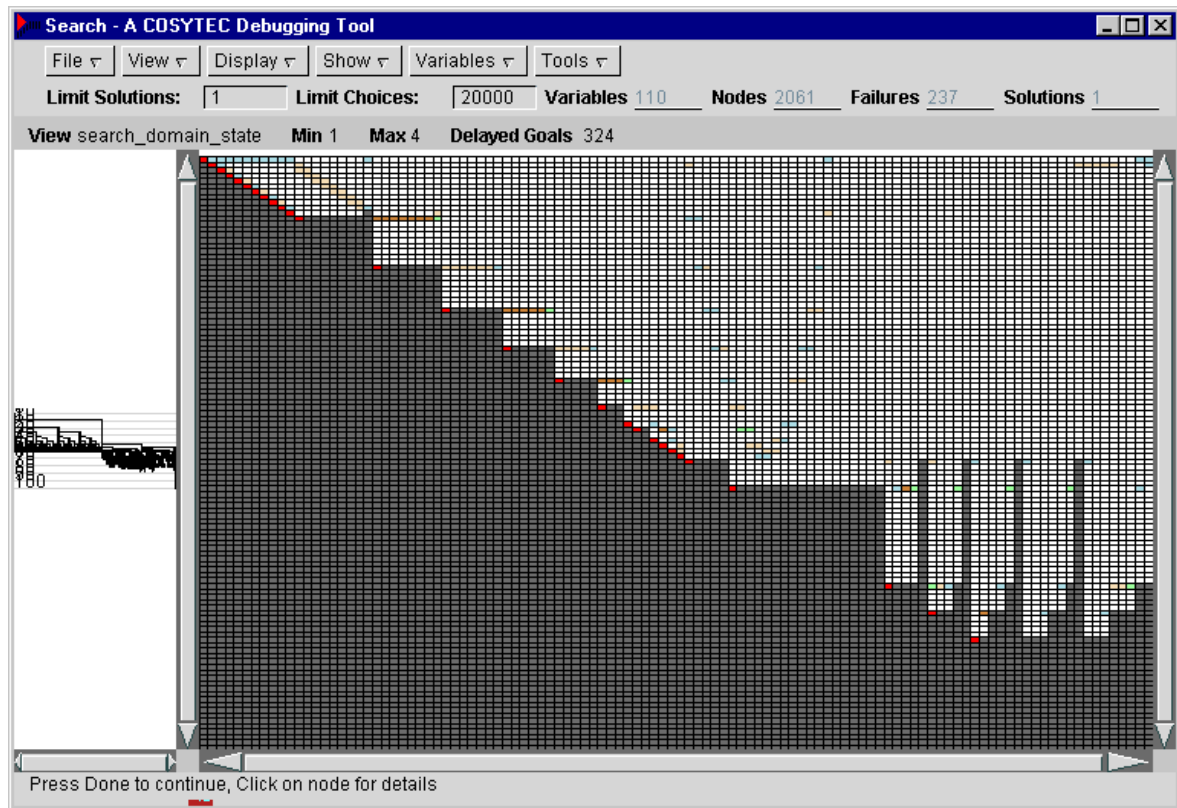 Search - A COSYTEC Debugging Tool
File View Display Show Variables Tools
Limit Solutions: 1 Limit Choices: 20000 Variables 110 Nodes 2061 Failures 237 Solutions 1
View search_domain_state Min 1 Max 4 Delayed Goals 324
100
Press Done to continue, Click on node for details